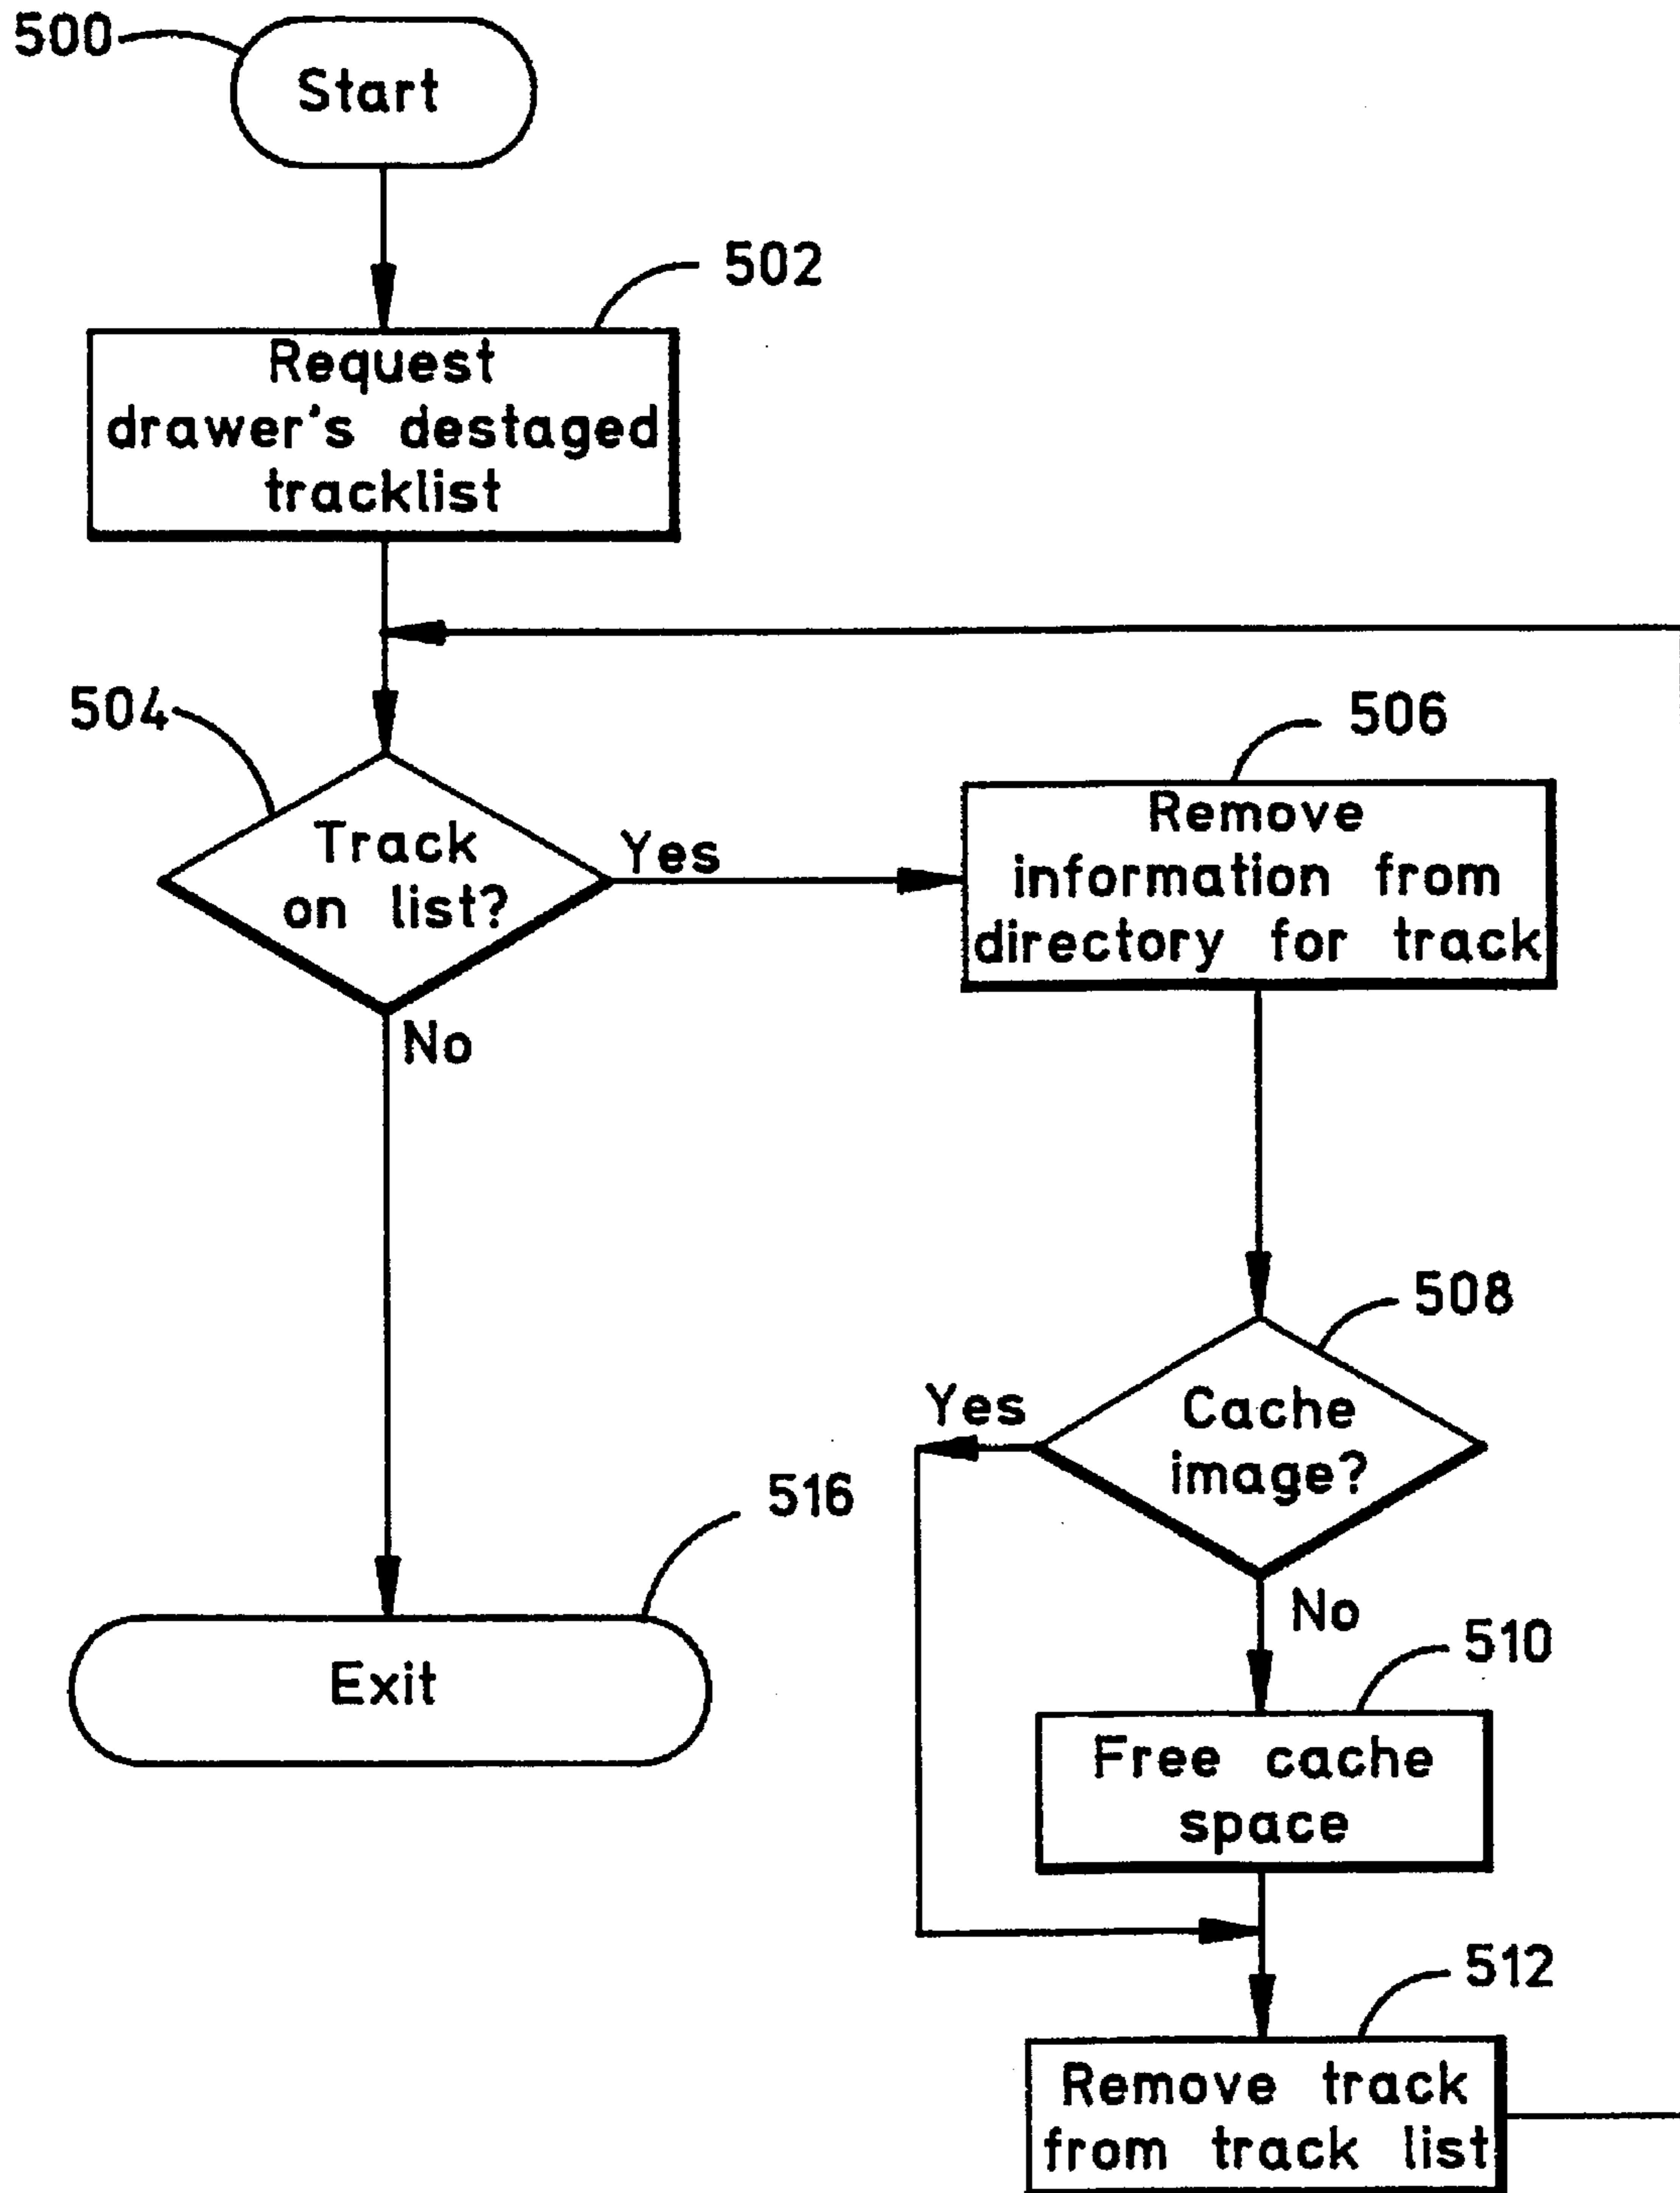 500
Start
502
Request
drawer's destaged
tracklist
504
Track
on list?
Yes
No
506
Remove
information from
directory for track
508
Cache
image?
Yes
No
510
Free cache
space
512
Remove track
from track list
516
Exit